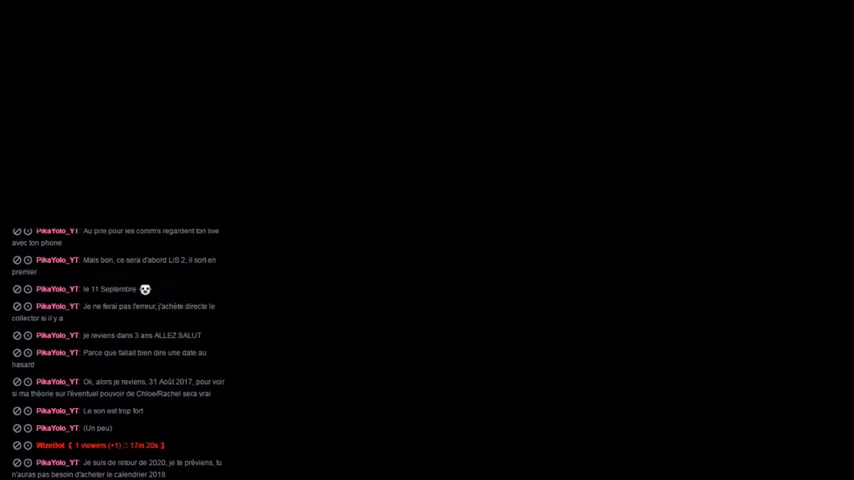 PikaYolo_YT: Au pire pour les comm's regardent ton live
avec ton phone
PikaYolo_YT: Mais bon, ce sera d'abord LIS 2, il sort en
premier
PikaYolo_YT: le 11 Septembre
PikaYolo_YT: Je ne ferai pas l'erreur, j'achète directe le
collector si il y a
PikaYolo_YT: je reviens dans 3 ans ALLEZ SALUT
PikaYolo_YT: Parce que fallait bien dire une date au
hasard
PikaYolo_YT: Ok, alors je reviens, 31 Août 2017, pour voir
si ma théorie sur l'éventuel pouvoir de Chloe/Rachel sera vrai
PikaYolo_YT: Le son est trop fort
PikaYolo_YT: (Un peu)
WizeBot: 1 viewers (+1) 17m 20s
PikaYolo_YT: Je suis de retour de 2020, je te préviens, tu
n'auras pas besoin d'acheter le calendrier 2018